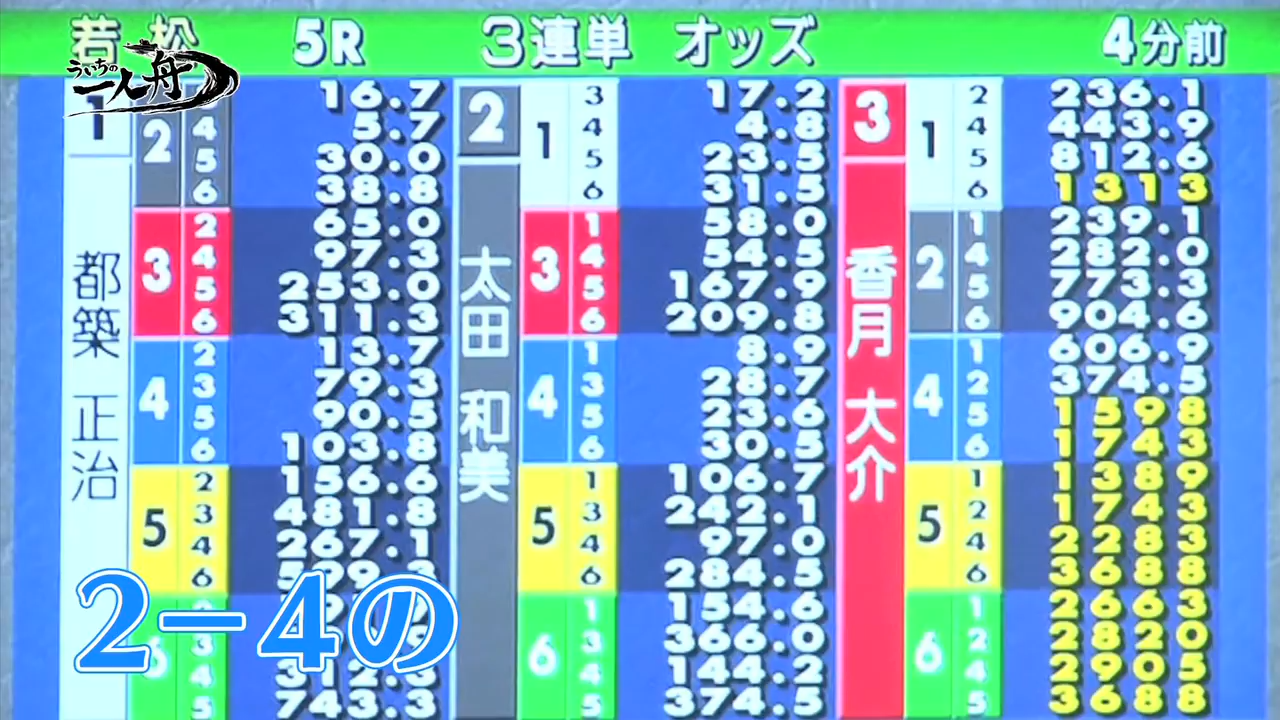 若松 5R 3連単 オッズ 4分前
ういちの
一人舟
1 都築 正治
2 3
4 5.7
5 30.0
6 38.8
16.7
3 2 65.0
4 97.3
5 253.0
6 311.3
4 2 13.7
3 79.3
5 90.5
6 103.8
5 2 156.6
3 481.8
4 267.1
6
6
3
4 312.3
5 743.3
2 太田 和美
1 3 17.2
4 4.8
5 23.5
6 31.5
3 1 58.0
4 54.5
5 167.9
6 209.8
4 1 8.9
3 28.7
5 23.6
6 30.5
5 1 106.7
3 242.1
4 97.0
6 284.5
6 1 154.6
3 366.0
4 144.2
5 374.5
3 香月 大介
1 2 236.1
4 443.9
5 812.6
6 1313
2 1 239.1
4 282.0
5 773.3
6 904.6
4 1 606.9
2 374.5
5 1598
6 1743
5 1 1389
2 1743
4 2283
6 3688
6 1 2663
2 2820
4 2905
5 3688
2-4の